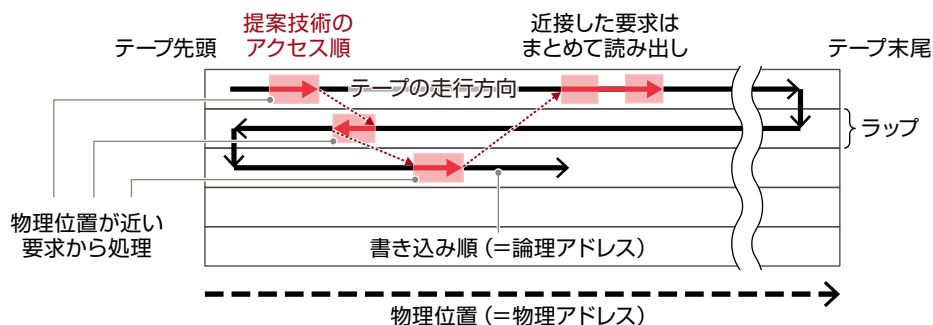 提案技術の
アクセス順
近接した要求は
まとめて読み出し
テープ先頭
テープ末尾
テープの走行方向
ラップ
物理位置が近い
要求から処理
書き込み順（＝論理アドレス）
物理位置（＝物理アドレス）